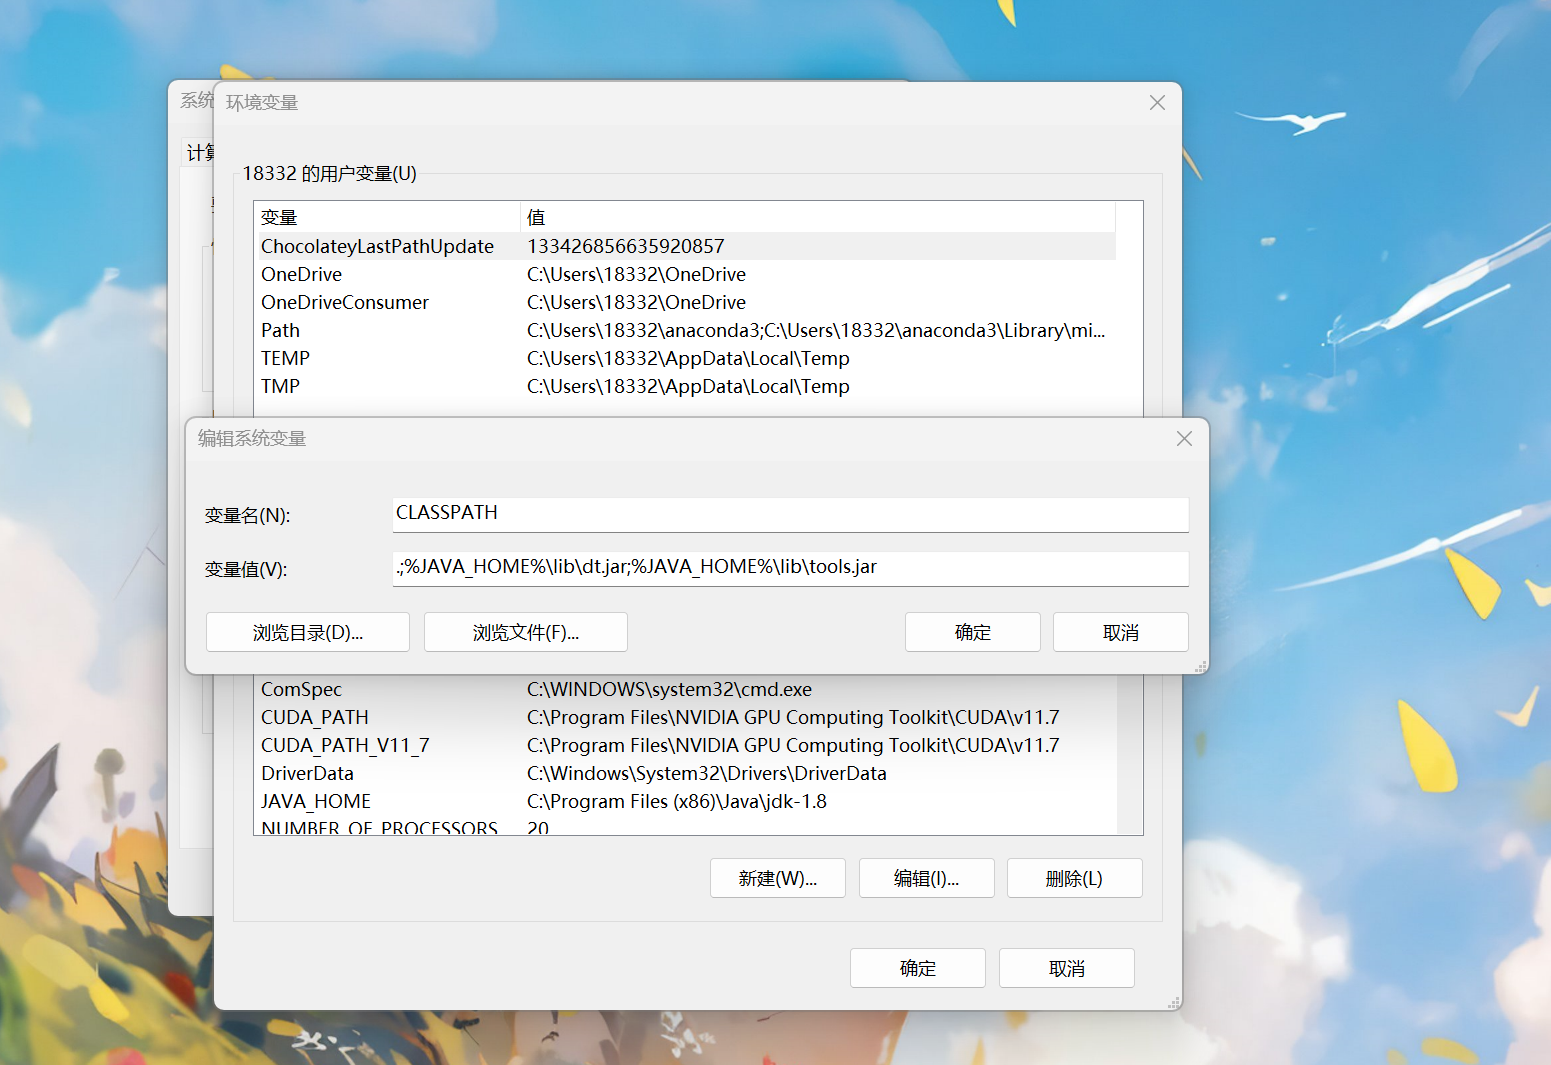 系统
环境变量
计算
18332 的用户变量(U)
变量 值
ChocolateyLastPathUpdate 133426856635920857
OneDrive C:\Users\18332\OneDrive
OneDriveConsumer C:\Users\18332\OneDrive
Path C:\Users\18332\anaconda3;C:\Users\18332\anaconda3\Library\mi...
TEMP C:\Users\18332\AppData\Local\Temp
TMP C:\Users\18332\AppData\Local\Temp
编辑系统变量
变量名(N): CLASSPATH
变量值(V): .;%JAVA_HOME%\lib\dt.jar;%JAVA_HOME%\lib\tools.jar
浏览目录(D)... 浏览文件(F)... 确定 取消
ComSpec C:\WINDOWS\system32\cmd.exe
CUDA_PATH C:\Program Files\NVIDIA GPU Computing Toolkit\CUDA\v11.7
CUDA_PATH_V11_7 C:\Program Files\NVIDIA GPU Computing Toolkit\CUDA\v11.7
DriverData C:\Windows\System32\Drivers\DriverData
JAVA_HOME C:\Program Files (x86)\Java\jdk-1.8
NUMBER_OF_PROCESSORS 20
新建(W)... 编辑(I)... 删除(L)
确定 取消